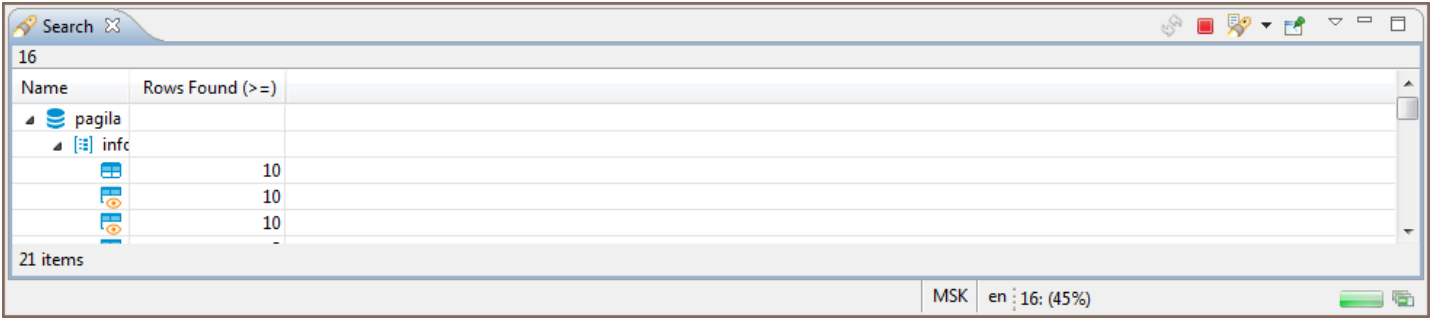 Search
16
Name Rows Found (>=)
pagila
info
10
10
10
21 items
MSK en 16: (45%)